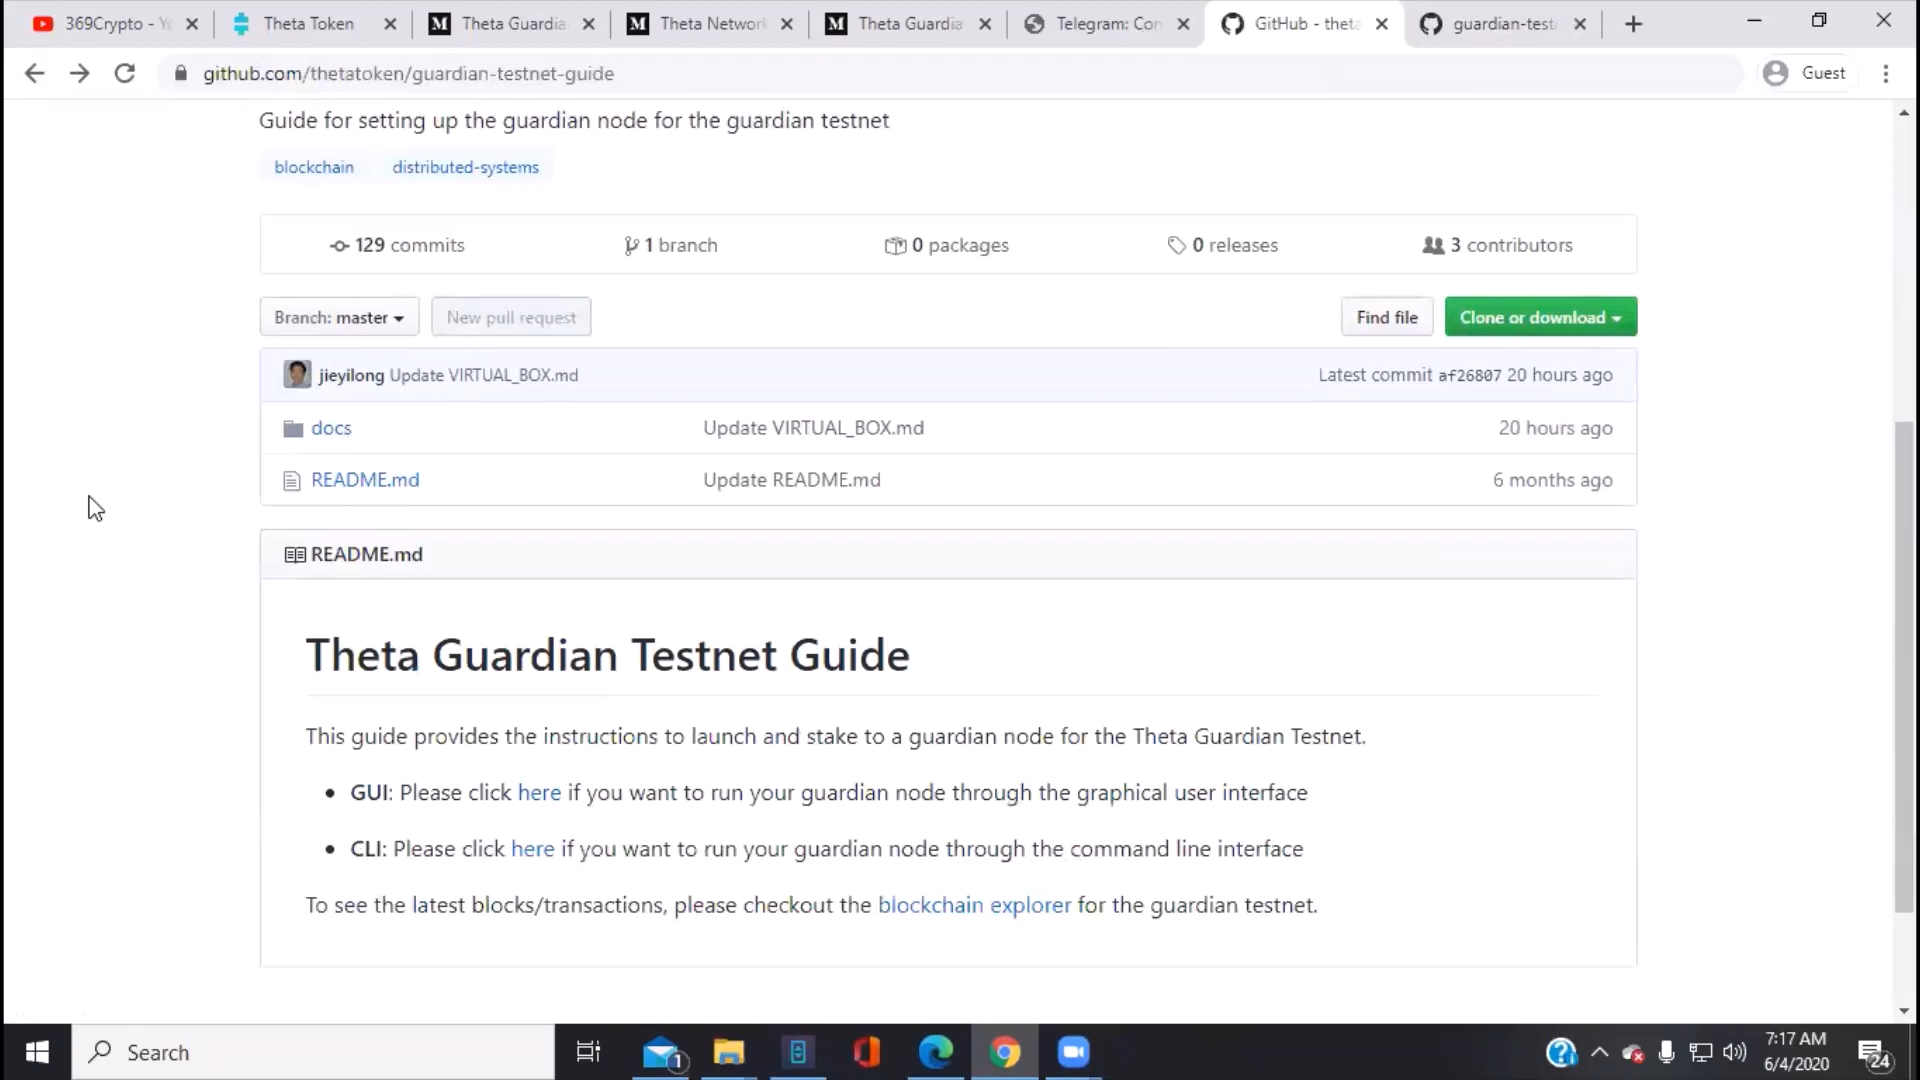 369Crypto - Y
Theta Token
Theta Guardia
Theta Network
Theta Guardia
Telegram: Con
GitHub - theta
guardian-test
github.com/thetatoken/guardian-testnet-guide
Guest
Guide for setting up the guardian node for the guardian testnet
blockchain distributed-systems
129 commits 1 branch 0 packages 0 releases 3 contributors
Branch: master New pull request Find file Clone or download
jieyilong Update VIRTUAL_BOX.md Latest commit af26807 20 hours ago
docs Update VIRTUAL_BOX.md 20 hours ago
README.md Update README.md 6 months ago
README.md
Theta Guardian Testnet Guide
This guide provides the instructions to launch and stake to a guardian node for the Theta Guardian Testnet.
• GUI: Please click here if you want to run your guardian node through the graphical user interface
• CLI: Please click here if you want to run your guardian node through the command line interface
To see the latest blocks/transactions, please checkout the blockchain explorer for the guardian testnet.
Search
1
7:17 AM
6/4/2020
24